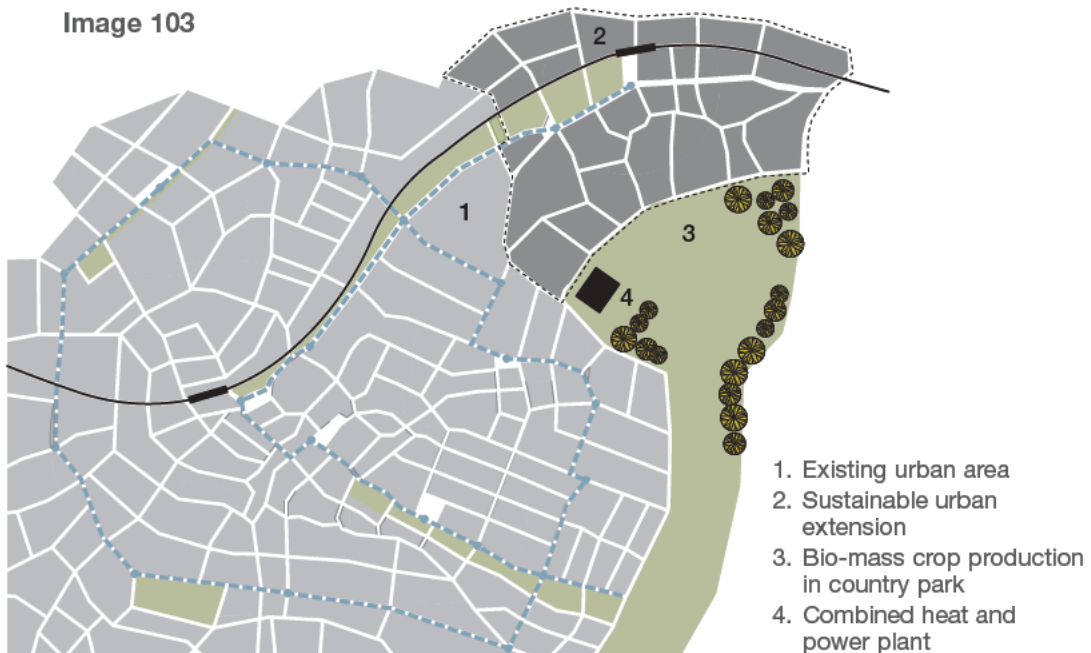 Image 103
2
1
3
4
1. Existing urban area
2. Sustainable urban
extension
3. Bio-mass crop production
in country park
4. Combined heat and
power plant